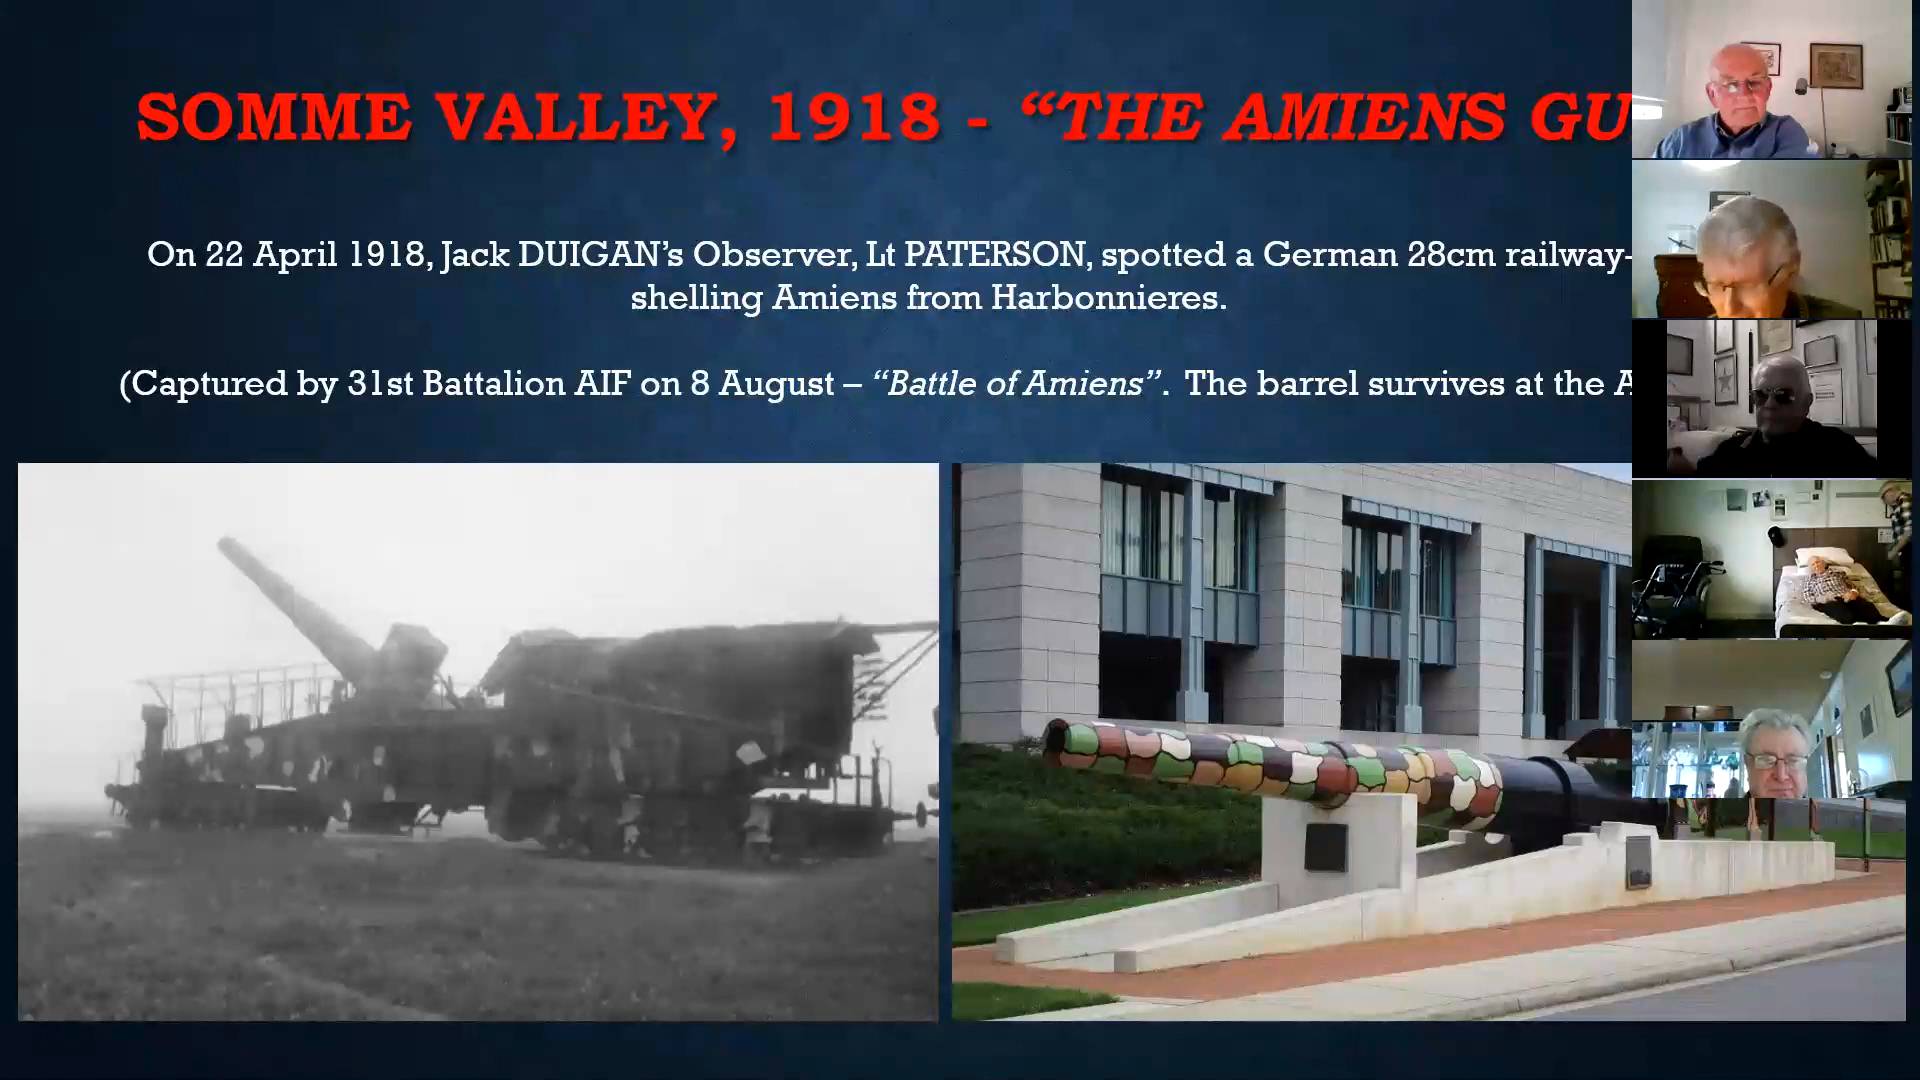 SOMME VALLEY, 1918 - “THE AMIENS GU
On 22 April 1918, Jack DUIGAN’s Observer, Lt PATERSON, spotted a German 28cm railway-
shelling Amiens from Harbonnieres.
(Captured by 31st Battalion AIF on 8 August – “Battle of Amiens”. The barrel survives at the A